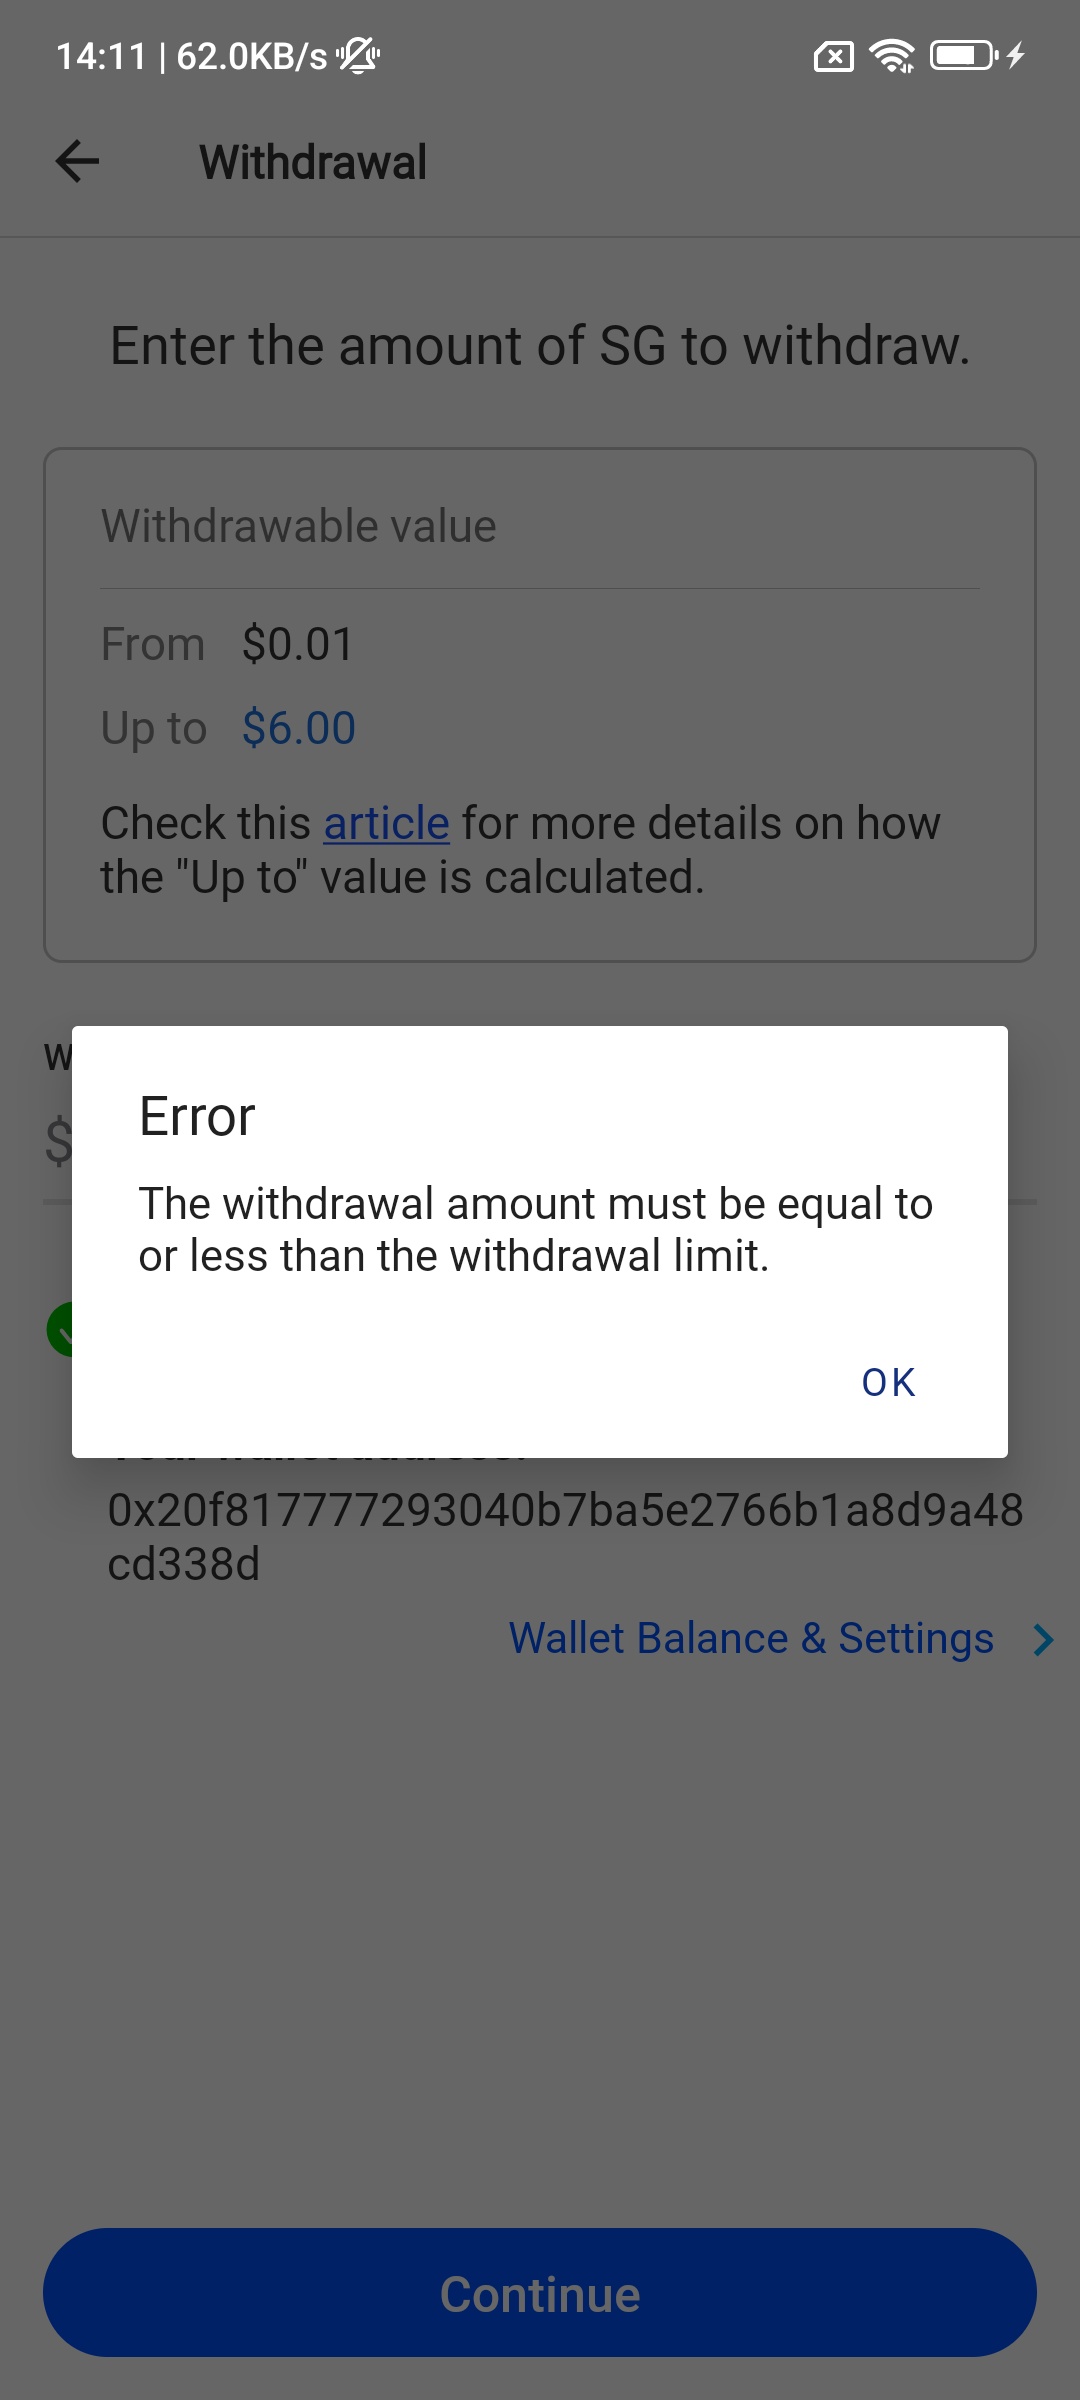 14:11 | 62.0KB/s
Withdrawal
Enter the amount of SG to withdraw.
Withdrawable value
From $0.01
Up to $6.00
Check this article for more details on how
the "Up to" value is calculated.
$
Error
The withdrawal amount must be equal to
or less than the withdrawal limit.
OK
0x20f8177777293040b7ba5e2766b1a8d9a48
cd338d
Wallet Balance & Settings
Continue